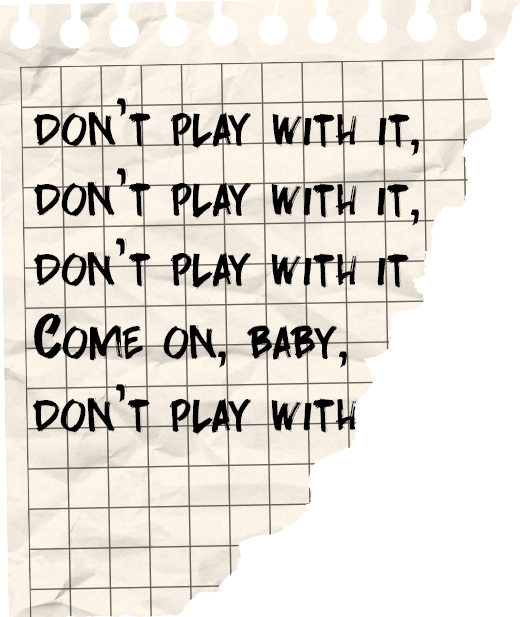 DON'T PLAY WITH IT,
DON'T PLAY WITH IT,
DON'T PLAY WITH IT
COME ON, BABY,
DON'T PLAY WITH